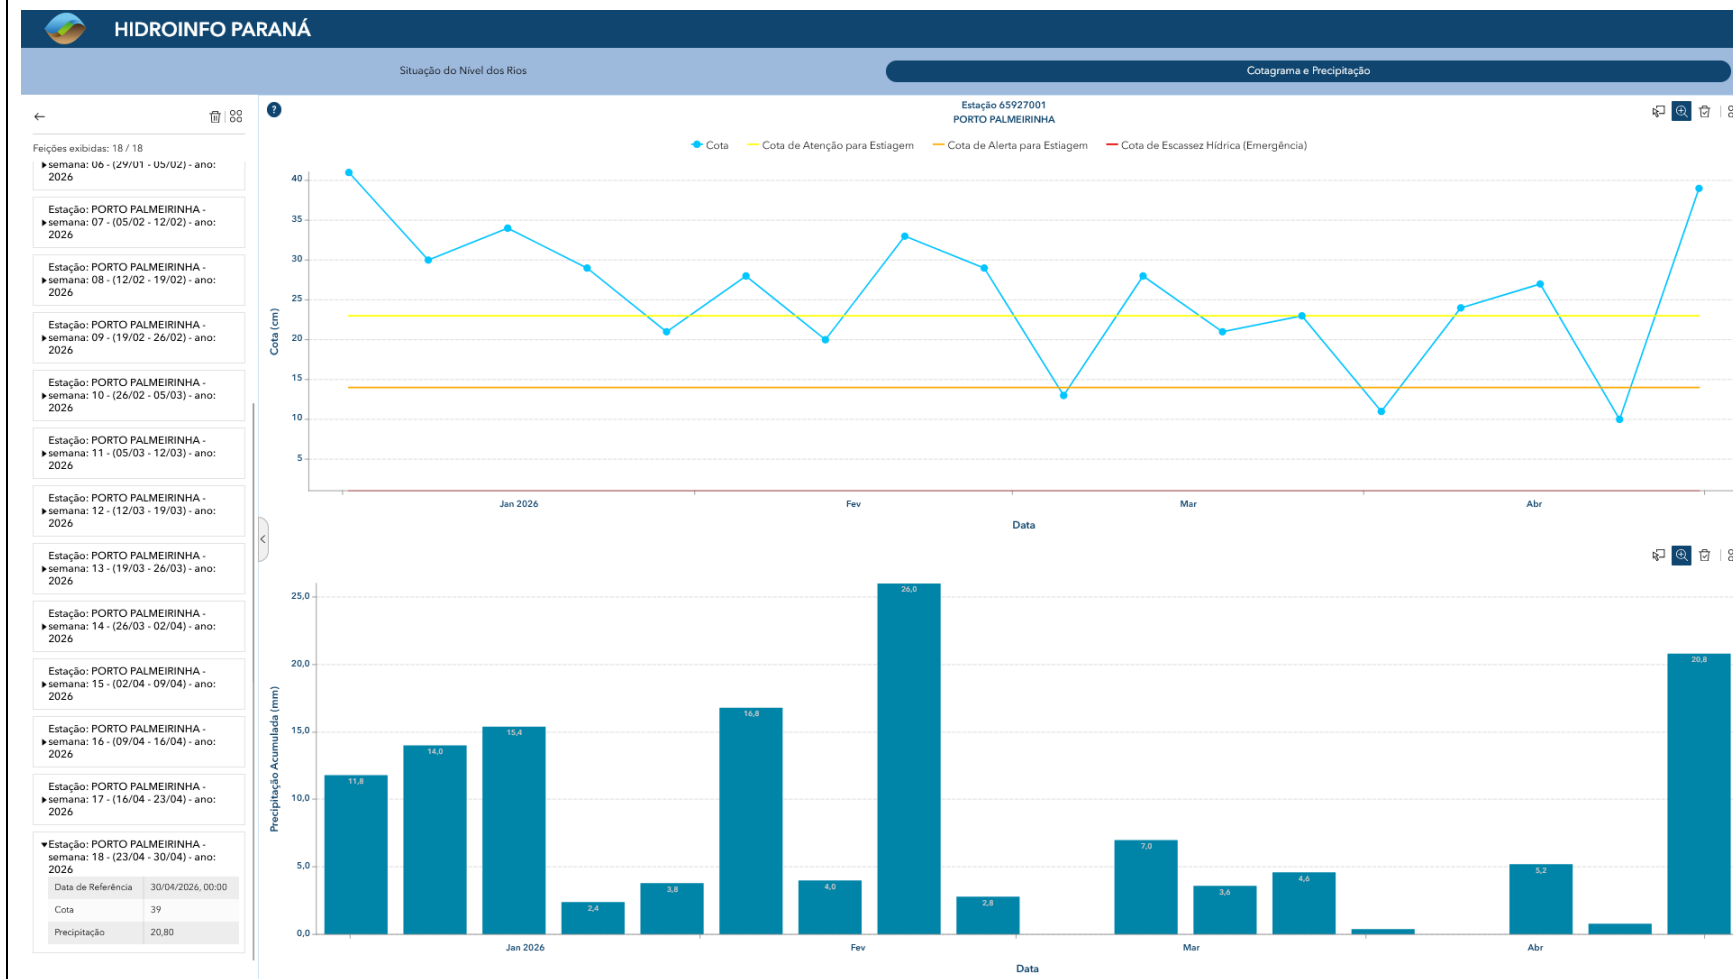 HIDROINFO PARANÁ
Situação do Nível dos Rios
Cotagrama e Precipitação
Feições exibidas: 18 / 18
semana: 06 - (29/01 - 05/02) - ano:
2026
Estação: PORTO PALMEIRINHA -
semana: 07 - (05/02 - 12/02) - ano:
2026
Estação: PORTO PALMEIRINHA -
semana: 08 - (12/02 - 19/02) - ano:
2026
Estação: PORTO PALMEIRINHA -
semana: 09 - (19/02 - 26/02) - ano:
2026
Estação: PORTO PALMEIRINHA -
semana: 10 - (26/02 - 05/03) - ano:
2026
Estação: PORTO PALMEIRINHA -
semana: 11 - (05/03 - 12/03) - ano:
2026
Estação: PORTO PALMEIRINHA -
semana: 12 - (12/03 - 19/03) - ano:
2026
Estação: PORTO PALMEIRINHA -
semana: 13 - (19/03 - 26/03) - ano:
2026
Estação: PORTO PALMEIRINHA -
semana: 14 - (26/03 - 02/04) - ano:
2026
Estação: PORTO PALMEIRINHA -
semana: 15 - (02/04 - 09/04) - ano:
2026
Estação: PORTO PALMEIRINHA -
semana: 16 - (09/04 - 16/04) - ano:
2026
Estação: PORTO PALMEIRINHA -
semana: 17 - (16/04 - 23/04) - ano:
2026
Estação: PORTO PALMEIRINHA -
semana: 18 - (23/04 - 30/04) - ano:
2026
Data de Referência 30/04/2026, 00:00
Cota 39
Precipitação 20,80
?
Estação 65927001
PORTO PALMEIRINHA
Cota Cota de Atenção para Estiagem Cota de Alerta para Estiagem Cota de Escassez Hídrica (Emergência)
Cota (cm)
40
35
30
25
20
15
10
5
Jan 2026 Fev Mar Abr
Data
Precipitação Acumulada (mm)
25,0
20,0
15,0
10,0
5,0
0,0
11,8 14,0 15,4 2,4 3,8 16,8 4,0 26,0 2,8 7,0 3,6 4,6 5,2 20,8
Jan 2026 Fev Mar Abr
Data